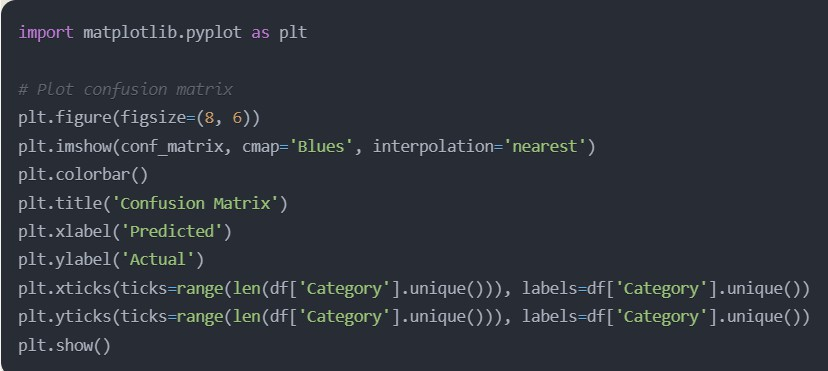 import matplotlib.pyplot as plt
# Plot confusion matrix
plt.figure(figsize=(8, 6))
plt.imshow(conf_matrix, cmap='Blues', interpolation='nearest')
plt.colorbar()
plt.title('Confusion Matrix')
plt.xlabel('Predicted')
plt.ylabel('Actual')
plt.xticks(ticks=range(len(df['Category'].unique())), labels=df['Category'].unique())
plt.yticks(ticks=range(len(df['Category'].unique())), labels=df['Category'].unique())
plt.show()